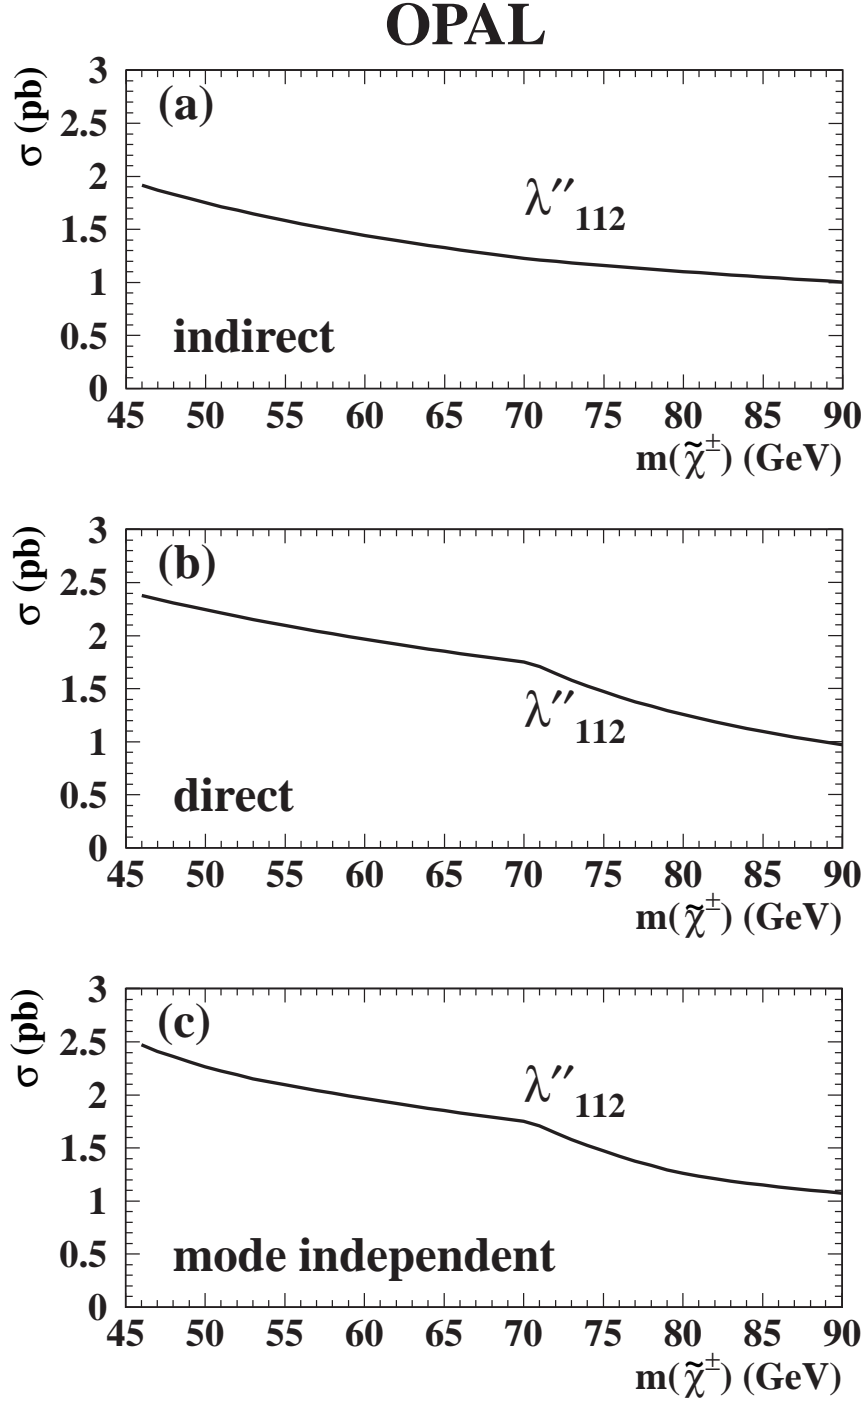 OPAL
σ (pb)
(a)
3
2.5
2
1.5
1
0.5
0
λ″112
indirect
45 50 55 60 65 70 75 80 85 90
m(χ̃±) (GeV)
σ (pb)
(b)
3
2.5
2
1.5
1
0.5
0
λ″112
direct
45 50 55 60 65 70 75 80 85 90
m(χ̃±) (GeV)
σ (pb)
(c)
3
2.5
2
1.5
1
0.5
0
λ″112
mode independent
45 50 55 60 65 70 75 80 85 90
m(χ̃±) (GeV)